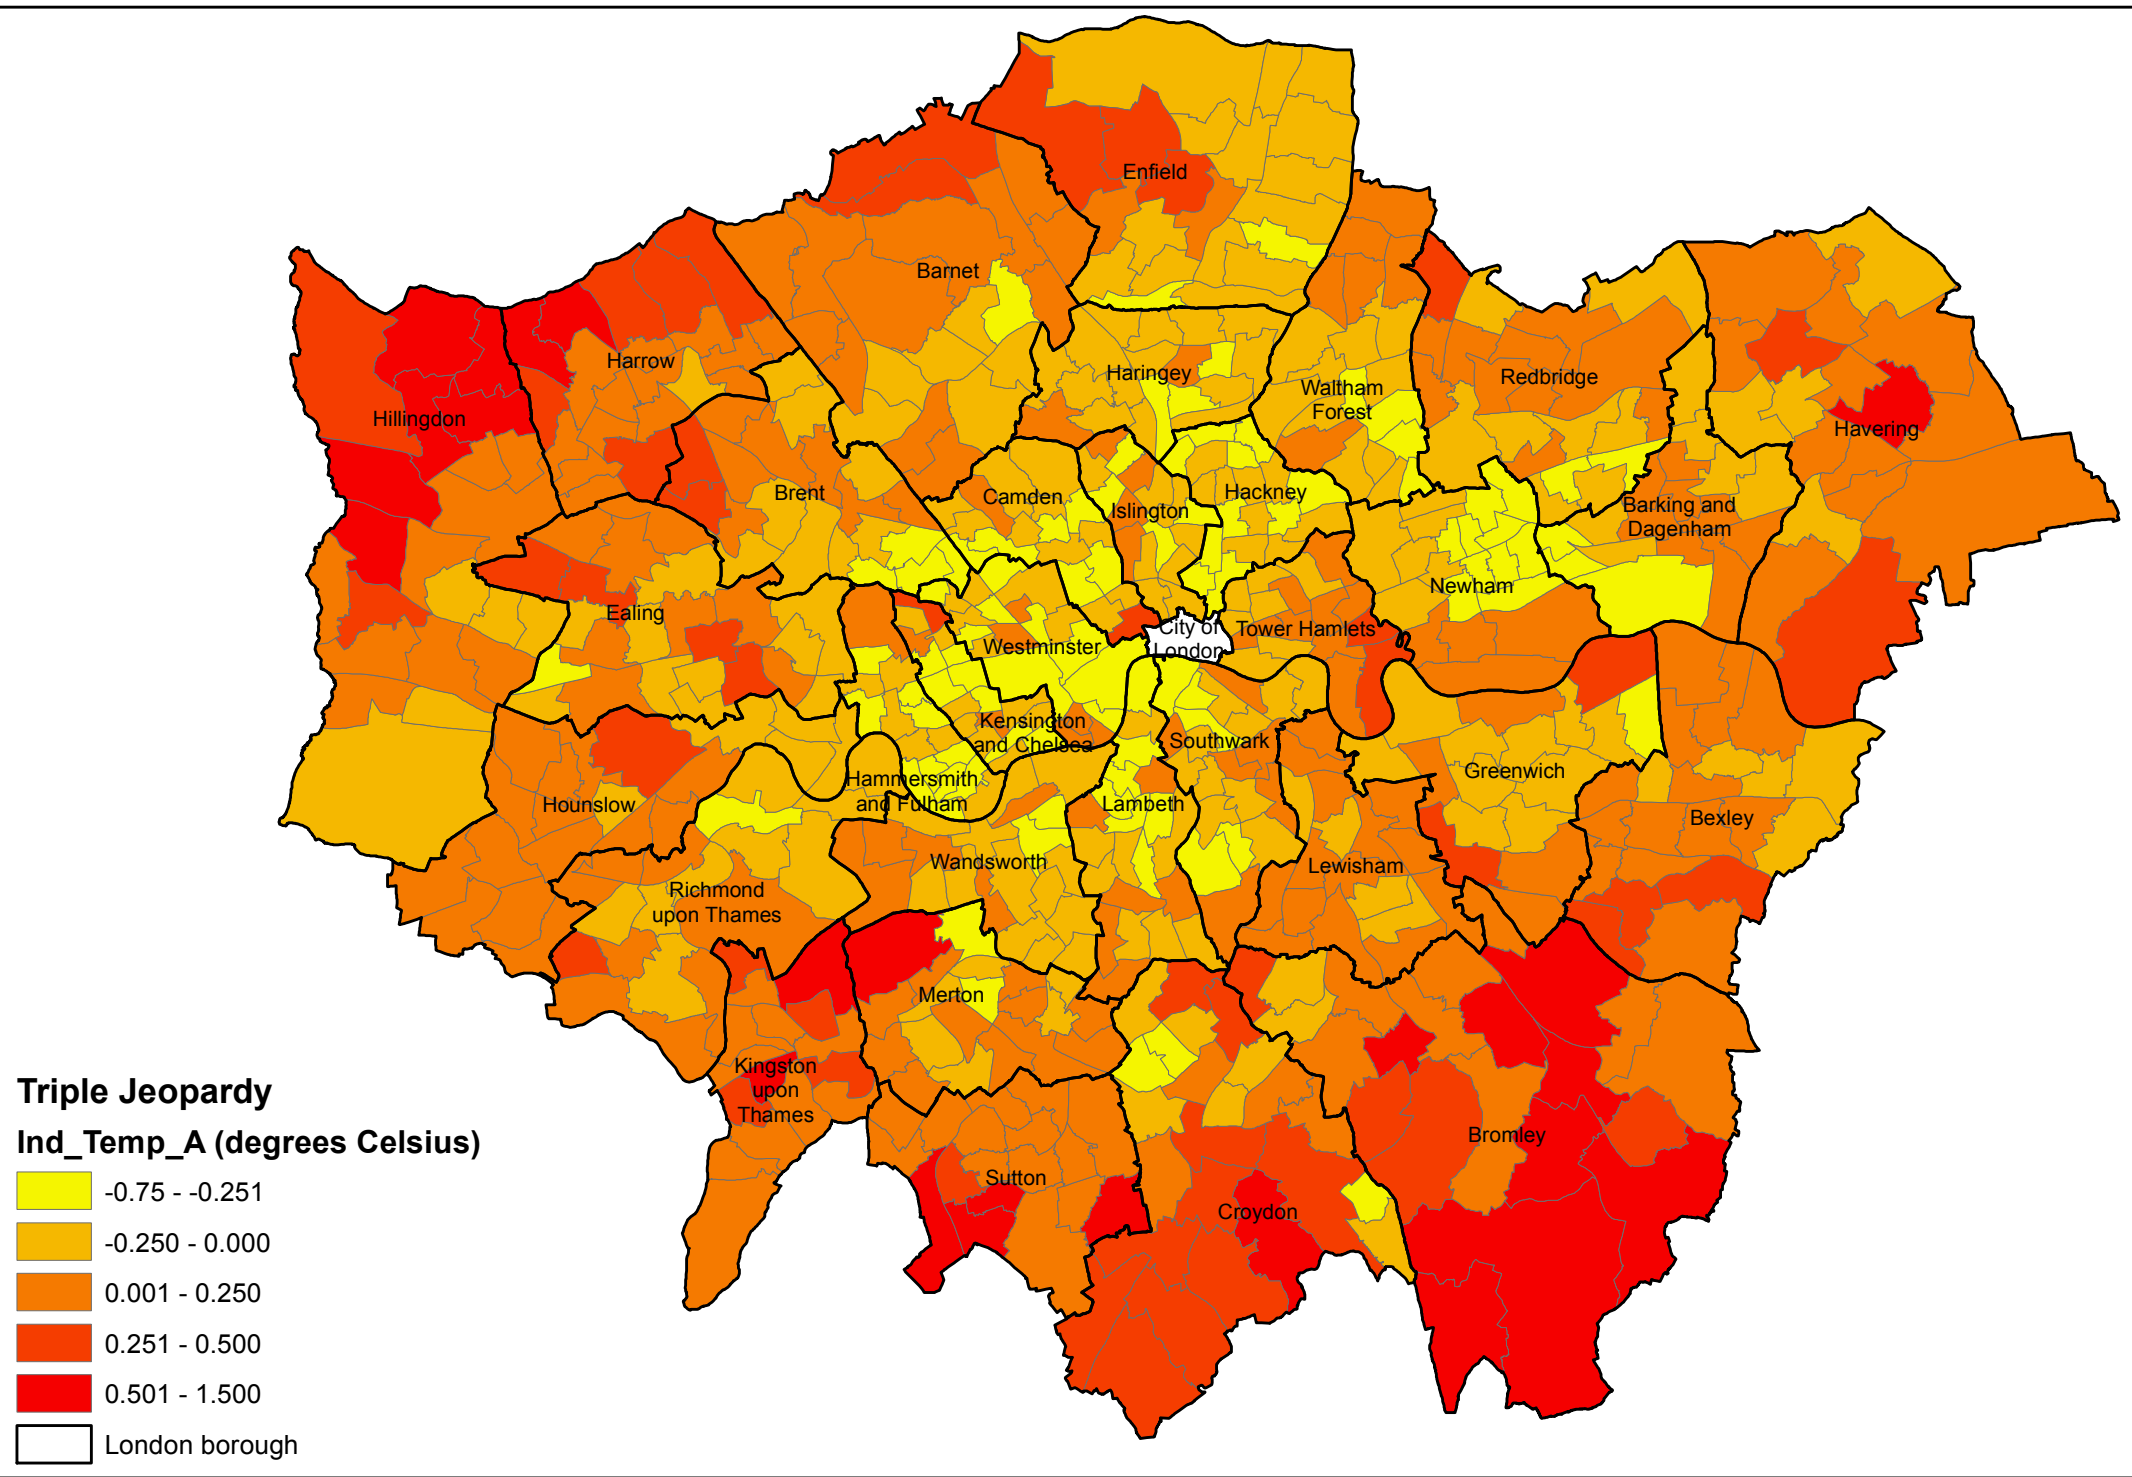 Enfield
Barnet
Harrow
Haringey
Waltham
Forest
Redbridge
Hillingdon
Havering
Brent
Camden
Islington
Hackney
Barking and
Dagenham
Newham
Ealing
Westminster
City of
London
Tower Hamlets
Kensington
and Chelsea
Southwark
Hammersmith
and Fulham
Lambeth
Greenwich
Hounslow
Bexley
Wandsworth
Lewisham
Richmond
upon Thames
Merton
Kingston
upon
Thames
Bromley
Sutton
Croydon
Triple Jeopardy
Ind_Temp_A (degrees Celsius)
-0.75 - -0.251
-0.250 - 0.000
0.001 - 0.250
0.251 - 0.500
0.501 - 1.500
London borough